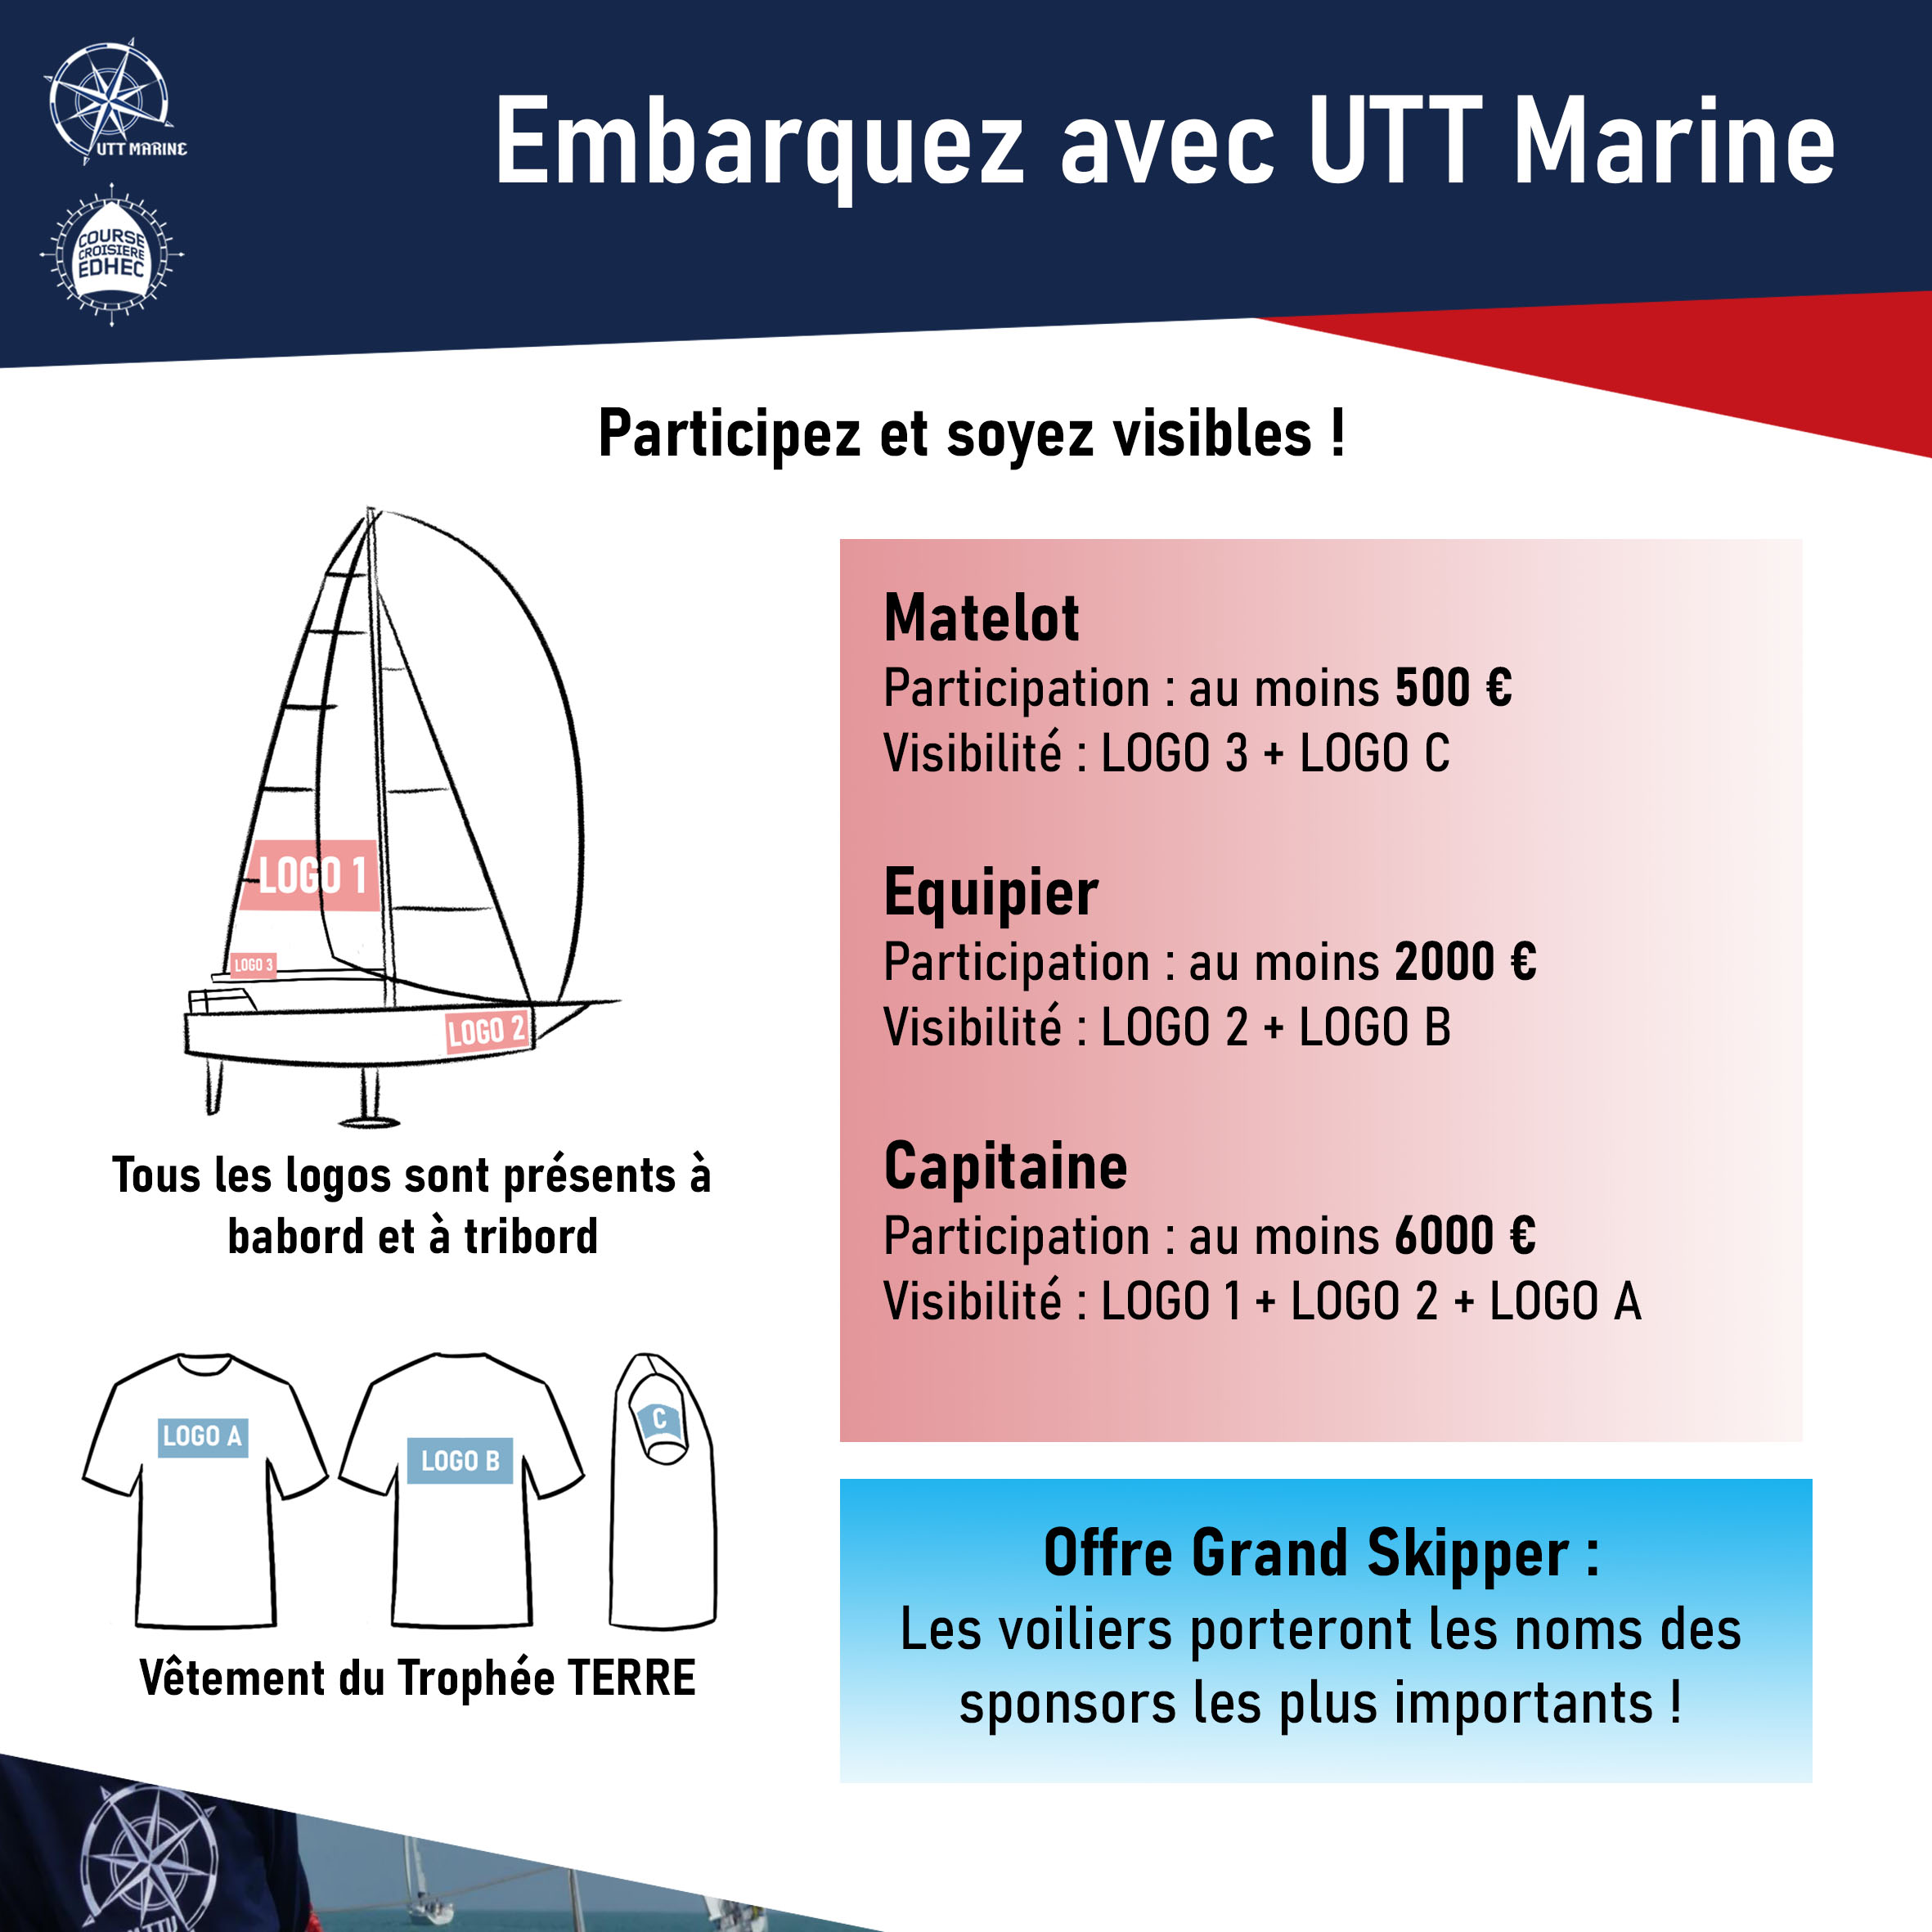 UTT MARINE
COURSE
CROISIERE
EDHEC
Embarquez avec UTT Marine
Participez et soyez visibles !
LOGO 1
LOGO 3
LOGO 2
Tous les logos sont présents à
babord et à tribord
LOGO A
LOGO B
C
Vêtement du Trophée TERRE
Matelot
Participation : au moins 500 €
Visibilité : LOGO 3 + LOGO C
Equipier
Participation : au moins 2000 €
Visibilité : LOGO 2 + LOGO B
Capitaine
Participation : au moins 6000 €
Visibilité : LOGO 1 + LOGO 2 + LOGO A
Offre Grand Skipper :
Les voiliers porteront les noms des
sponsors les plus importants !